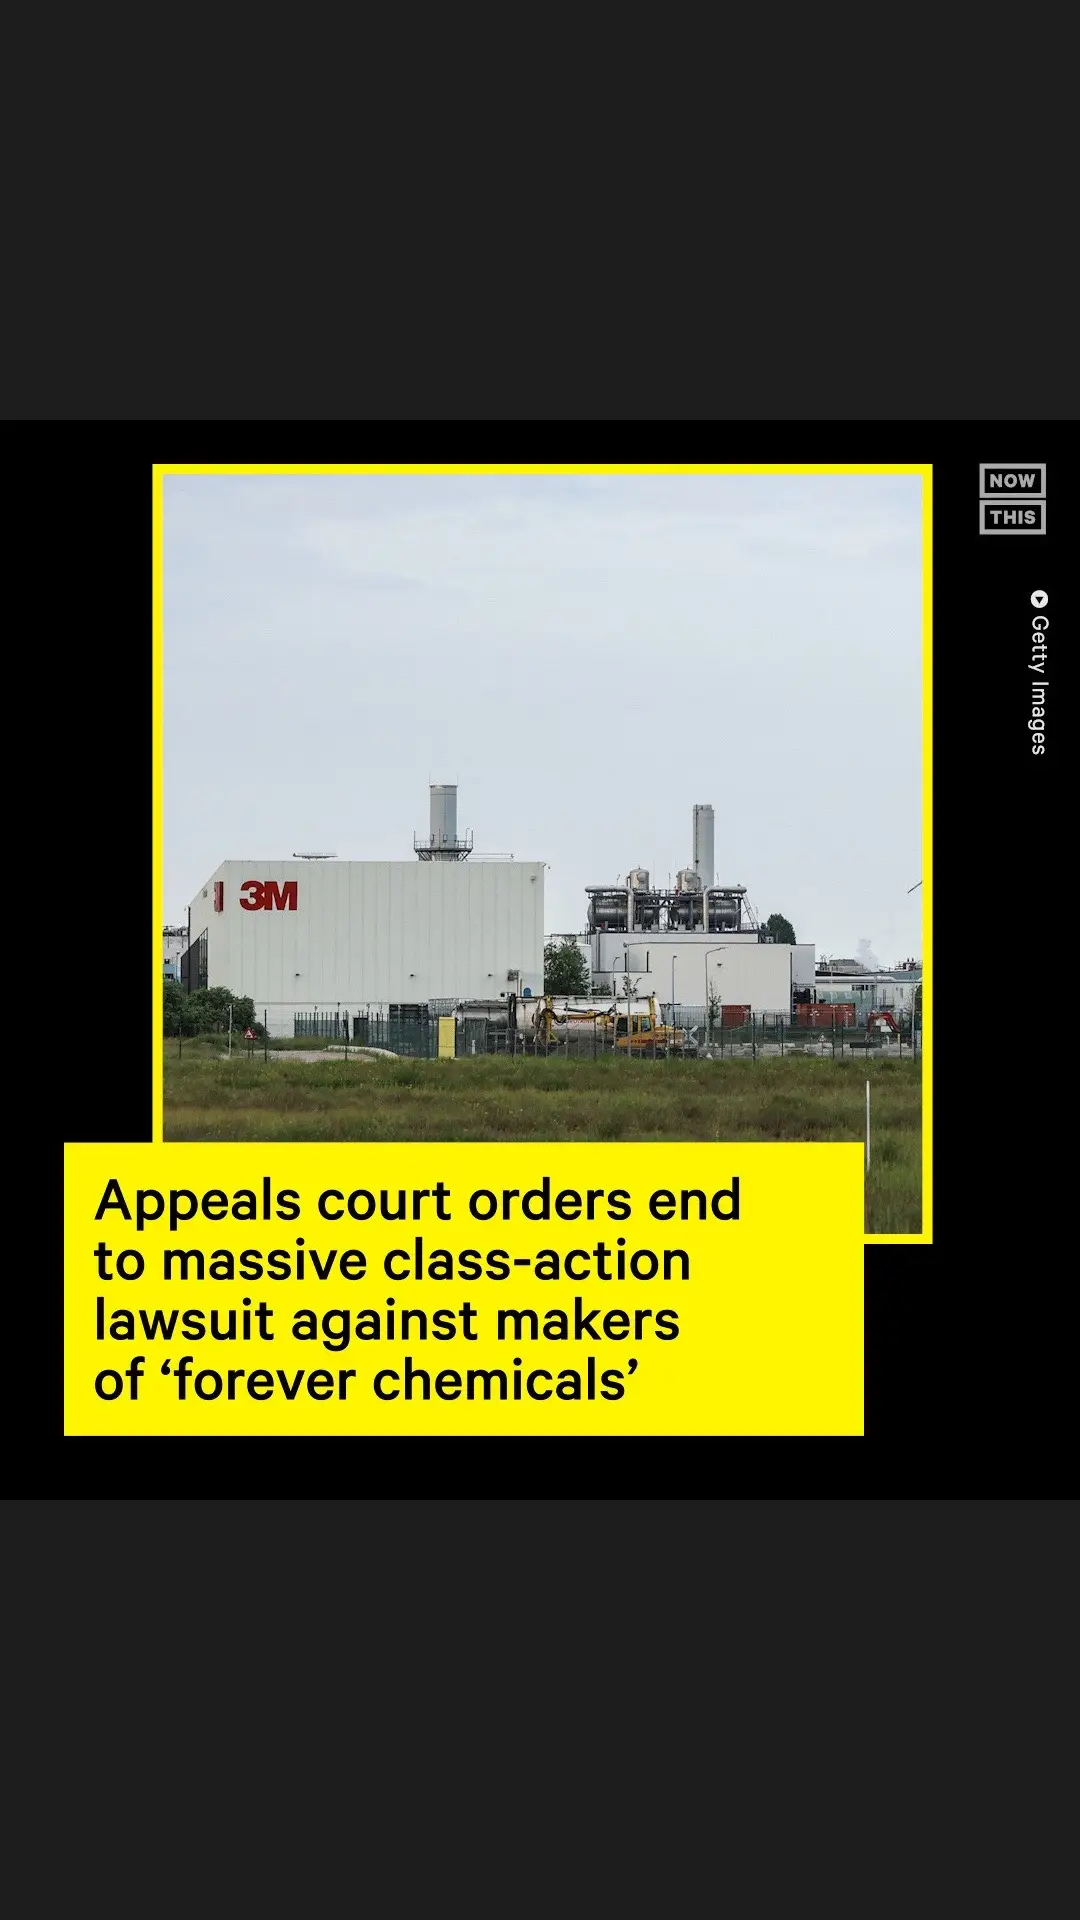 NOW
THIS
Getty Images
3M
Appeals court orders end
to massive class-action
lawsuit against makers
of ‘forever chemicals’